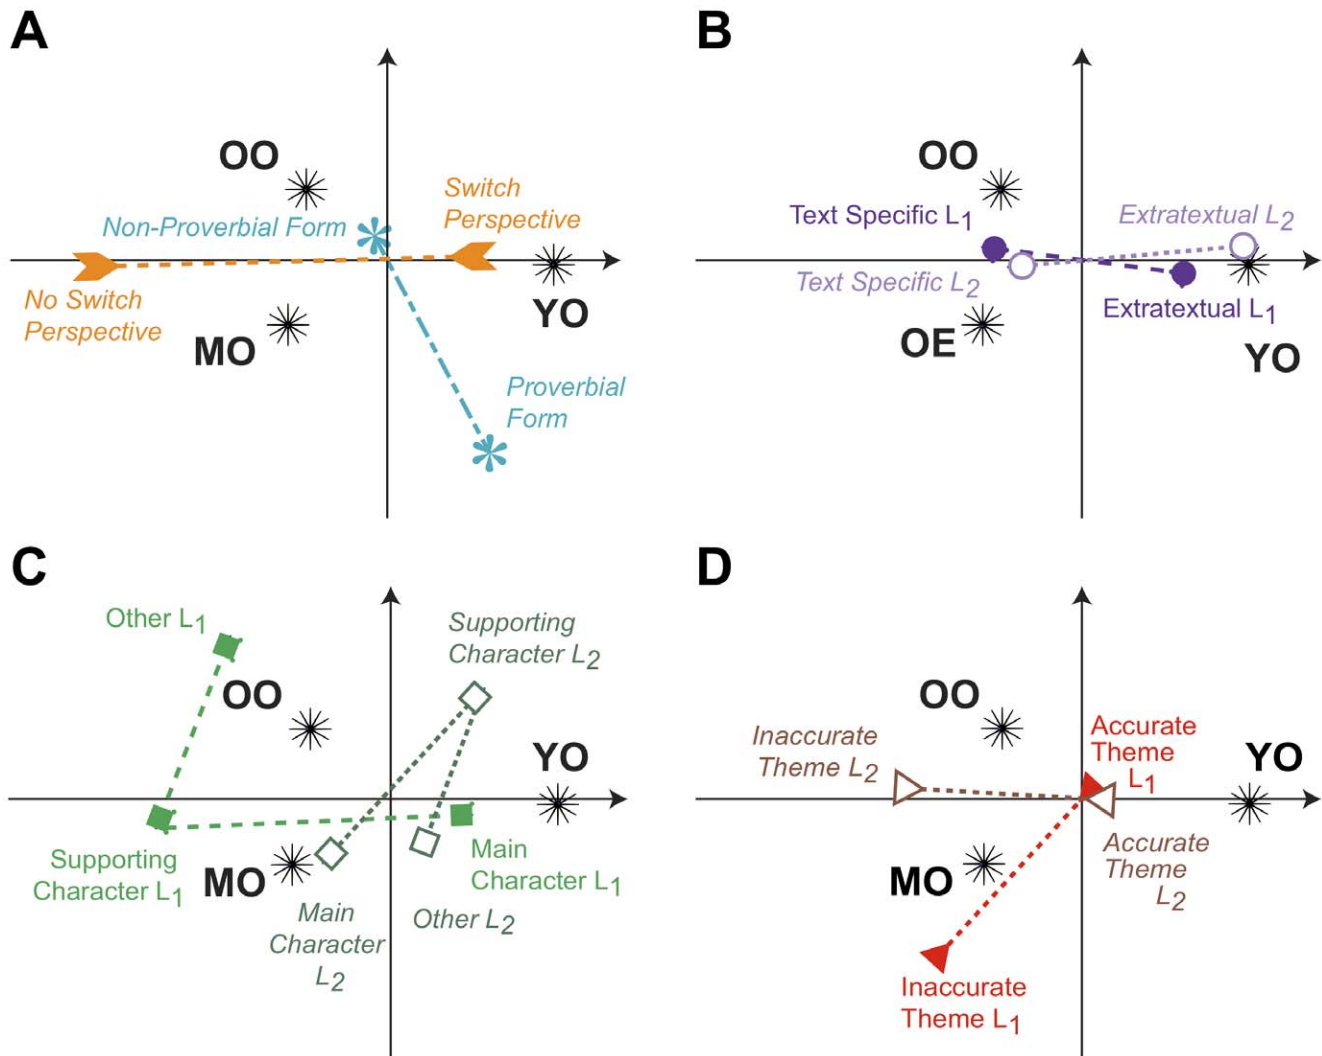 A
OO
Switch
Perspective
Non-Proverbial Form
No Switch
Perspective
YO
MO
Proverbial
Form
B
OO
Text Specific L1
Extratextual L2
Text Specific L2
Extratextual L1
OE
YO
C
Other L1
Supporting
Character L2
OO
YO
Supporting
Character L1
MO
Main
Character L1
Main
Character
L2
Other L2
D
OO
Accurate
Theme
L1
Inaccurate
Theme L2
YO
Accurate
Theme
L2
MO
Inaccurate
Theme L1